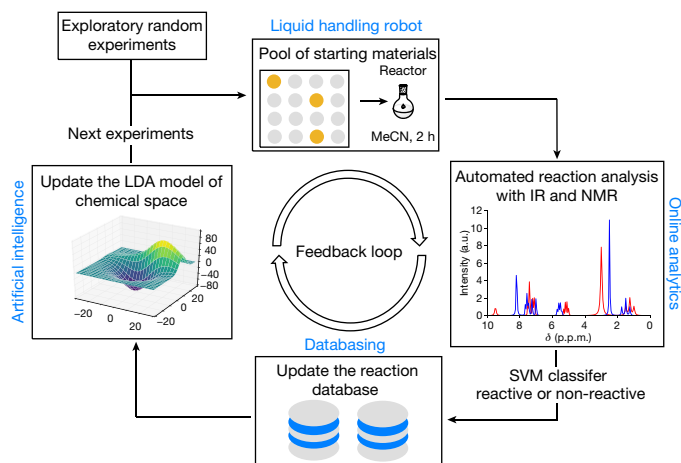 Exploratory random
experiments
Liquid handling robot
Pool of starting materials
Reactor
MeCN, 2 h
Next experiments
Artificial intelligence
Update the LDA model of
chemical space
80
40
0
−40
−80
−20
0
20
−20
0
20
Feedback loop
Automated reaction analysis
with IR and NMR
Online analytics
Intensity (a.u.)
12
10
8
6
4
2
0
10
8
6
4
2
0
δ (p.p.m.)
SVM classifer
reactive or non-reactive
Databasing
Update the reaction
database